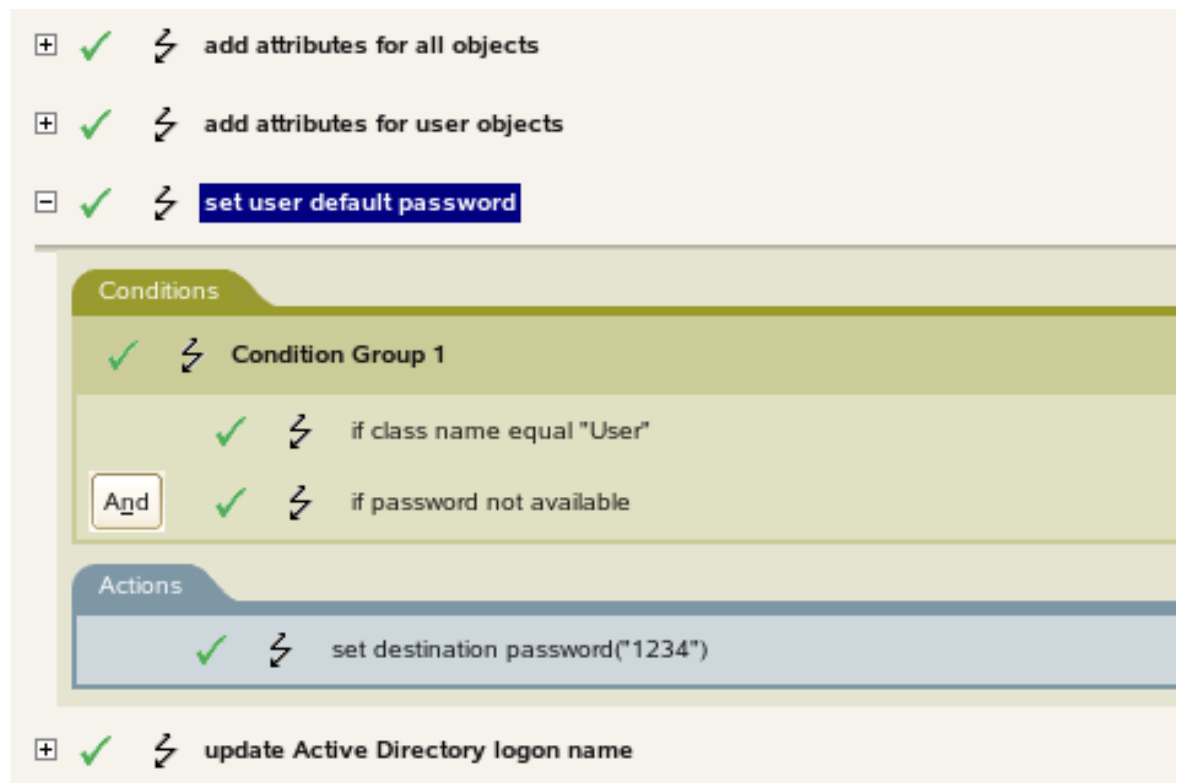 add attributes for all objects
add attributes for user objects
set user default password
Conditions
Condition Group 1
if class name equal "User"
And if password not available
Actions
set destination password("1234")
update Active Directory logon name